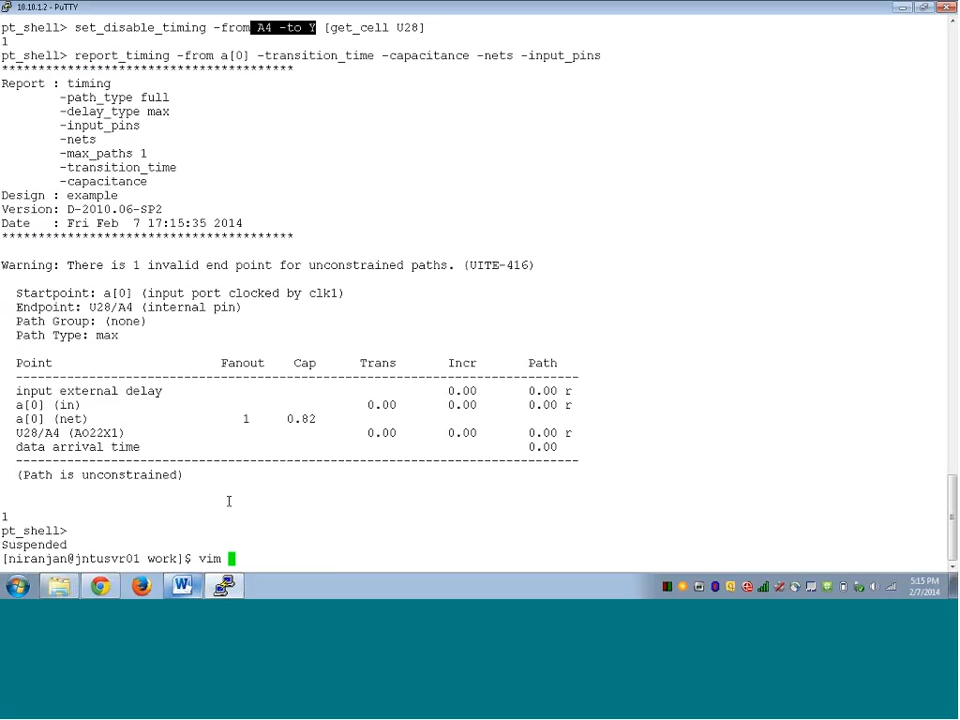 10.10.1.2 - PuTTY
pt_shell> set_disable_timing -from A4 -to Y [get_cell U28]
1
pt_shell> report_timing -from a[0] -transition_time -capacitance -nets -input_pins
****************************************
Report : timing
-path_type full
-delay_type max
-input_pins
-nets
-max_paths 1
-transition_time
-capacitance
Design : example
Version: D-2010.06-SP2
Date : Fri Feb 7 17:15:35 2014
****************************************
Warning: There is 1 invalid end point for unconstrained paths. (UITE-416)
Startpoint: a[0] (input port clocked by clk1)
Endpoint: U28/A4 (internal pin)
Path Group: (none)
Path Type: max
Point Fanout Cap Trans Incr Path
------------------------------------------------------------------------------
input external delay 0.00 0.00 r
a[0] (in) 0.00 0.00 0.00 r
a[0] (net) 1 0.82
U28/A4 (AO22X1) 0.00 0.00 0.00 r
data arrival time 0.00
------------------------------------------------------------------------------
(Path is unconstrained)
1
pt_shell>
Suspended
[niranjan@jntusvr01 work]$ vim
5:15 PM
2/7/2014